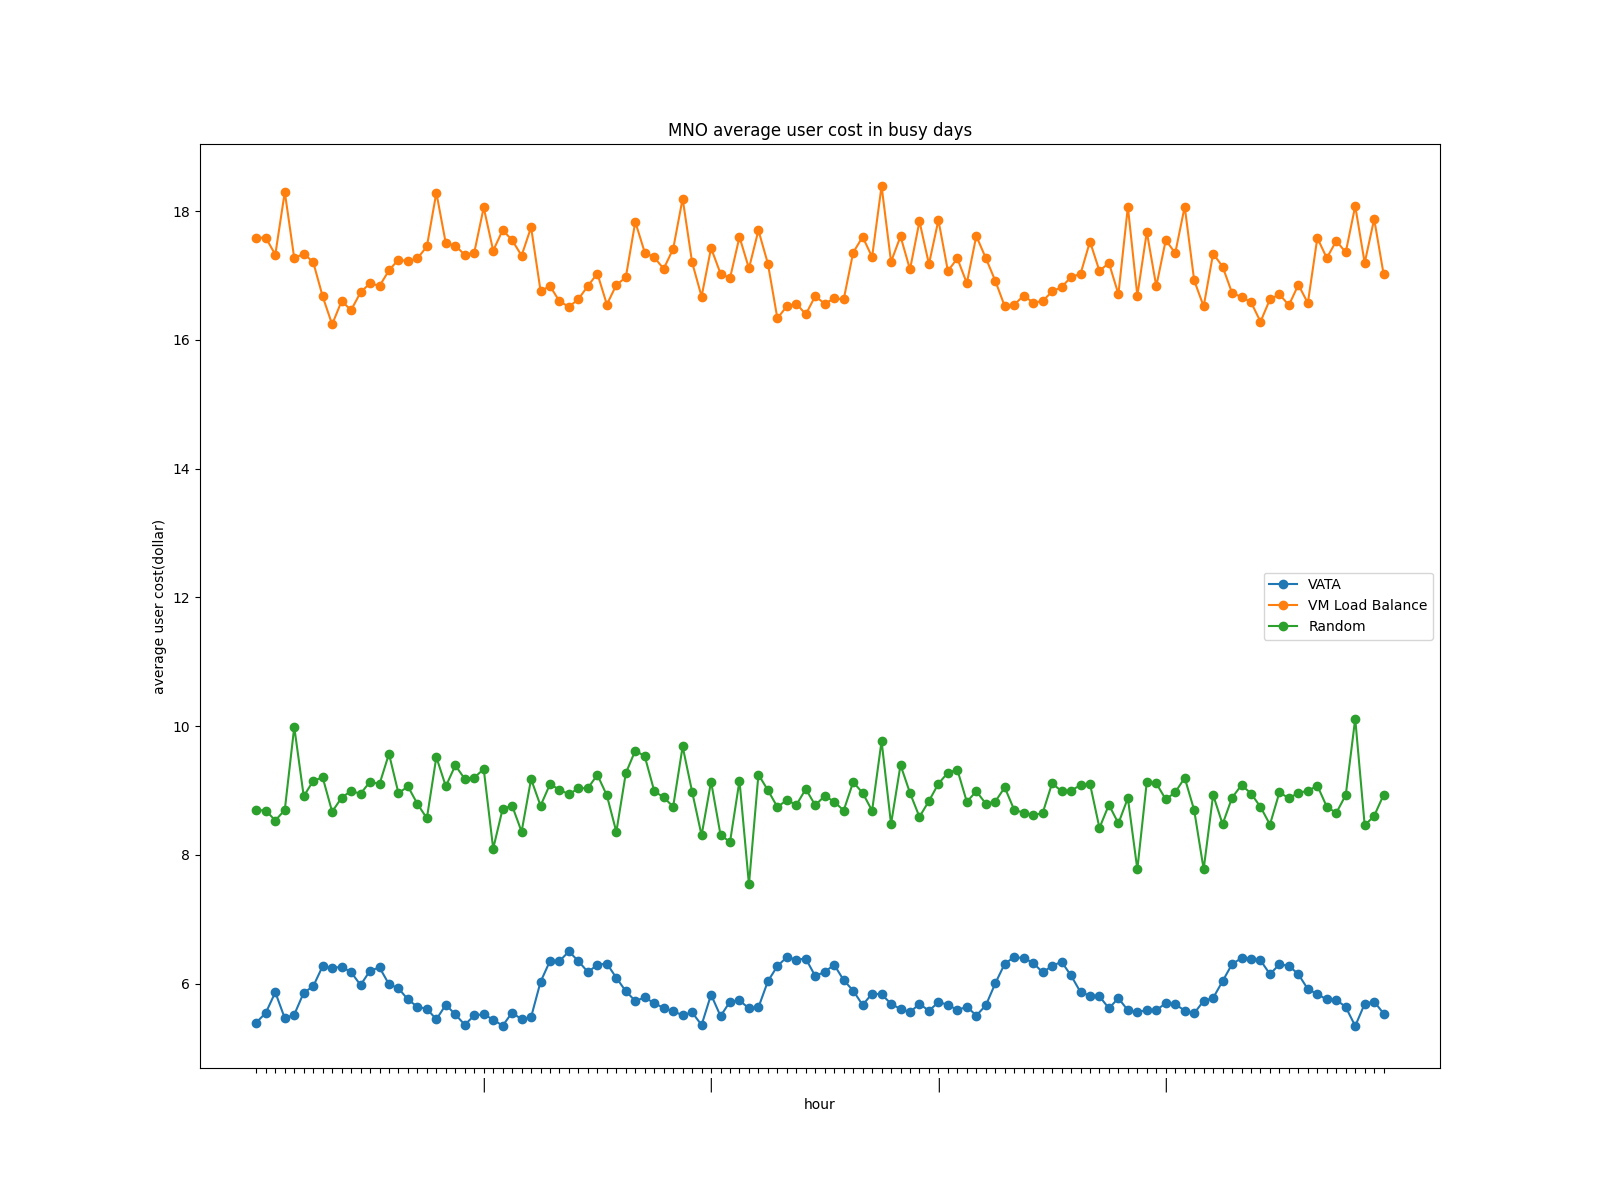 MNO average user cost in busy days
average user cost(dollar)
18
16
14
12
10
8
6
VATA
VM Load Balance
Random
| | | |
hour